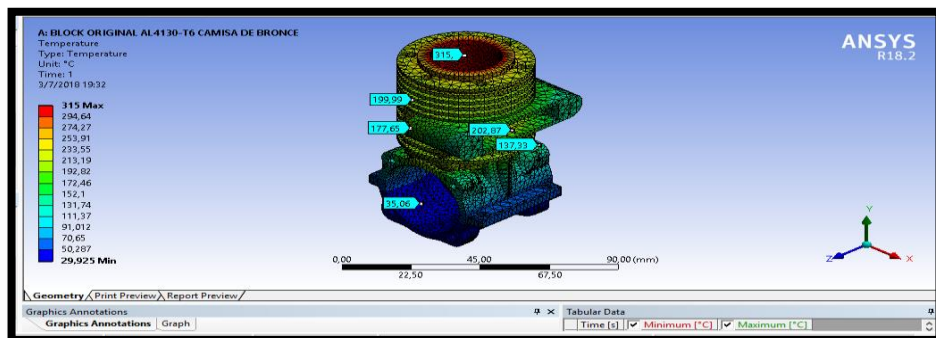 A: BLOCK ORIGINAL AL4130-T6 CAMISA DE BRONCE
Temperature
Type: Temperature
Unit: °C
Time: 1
3/7/2018 19:32
315 Max
294,64
274,27
253,91
233,55
213,19
192,82
172,46
152,1
131,74
111,37
91,012
70,65
50,287
29,925 Min
ANSYS
R18.2
315,
199,99
177,65
202,87
137,33
35,06
0,00
45,00
90,00 (mm)
22,50
67,50
Y
Z
X
Geometry Print Preview Report Preview
Graphics Annotations
Graphics Annotations Graph
Tabular Data
Time [s] Minimum [°C] Maximum [°C]